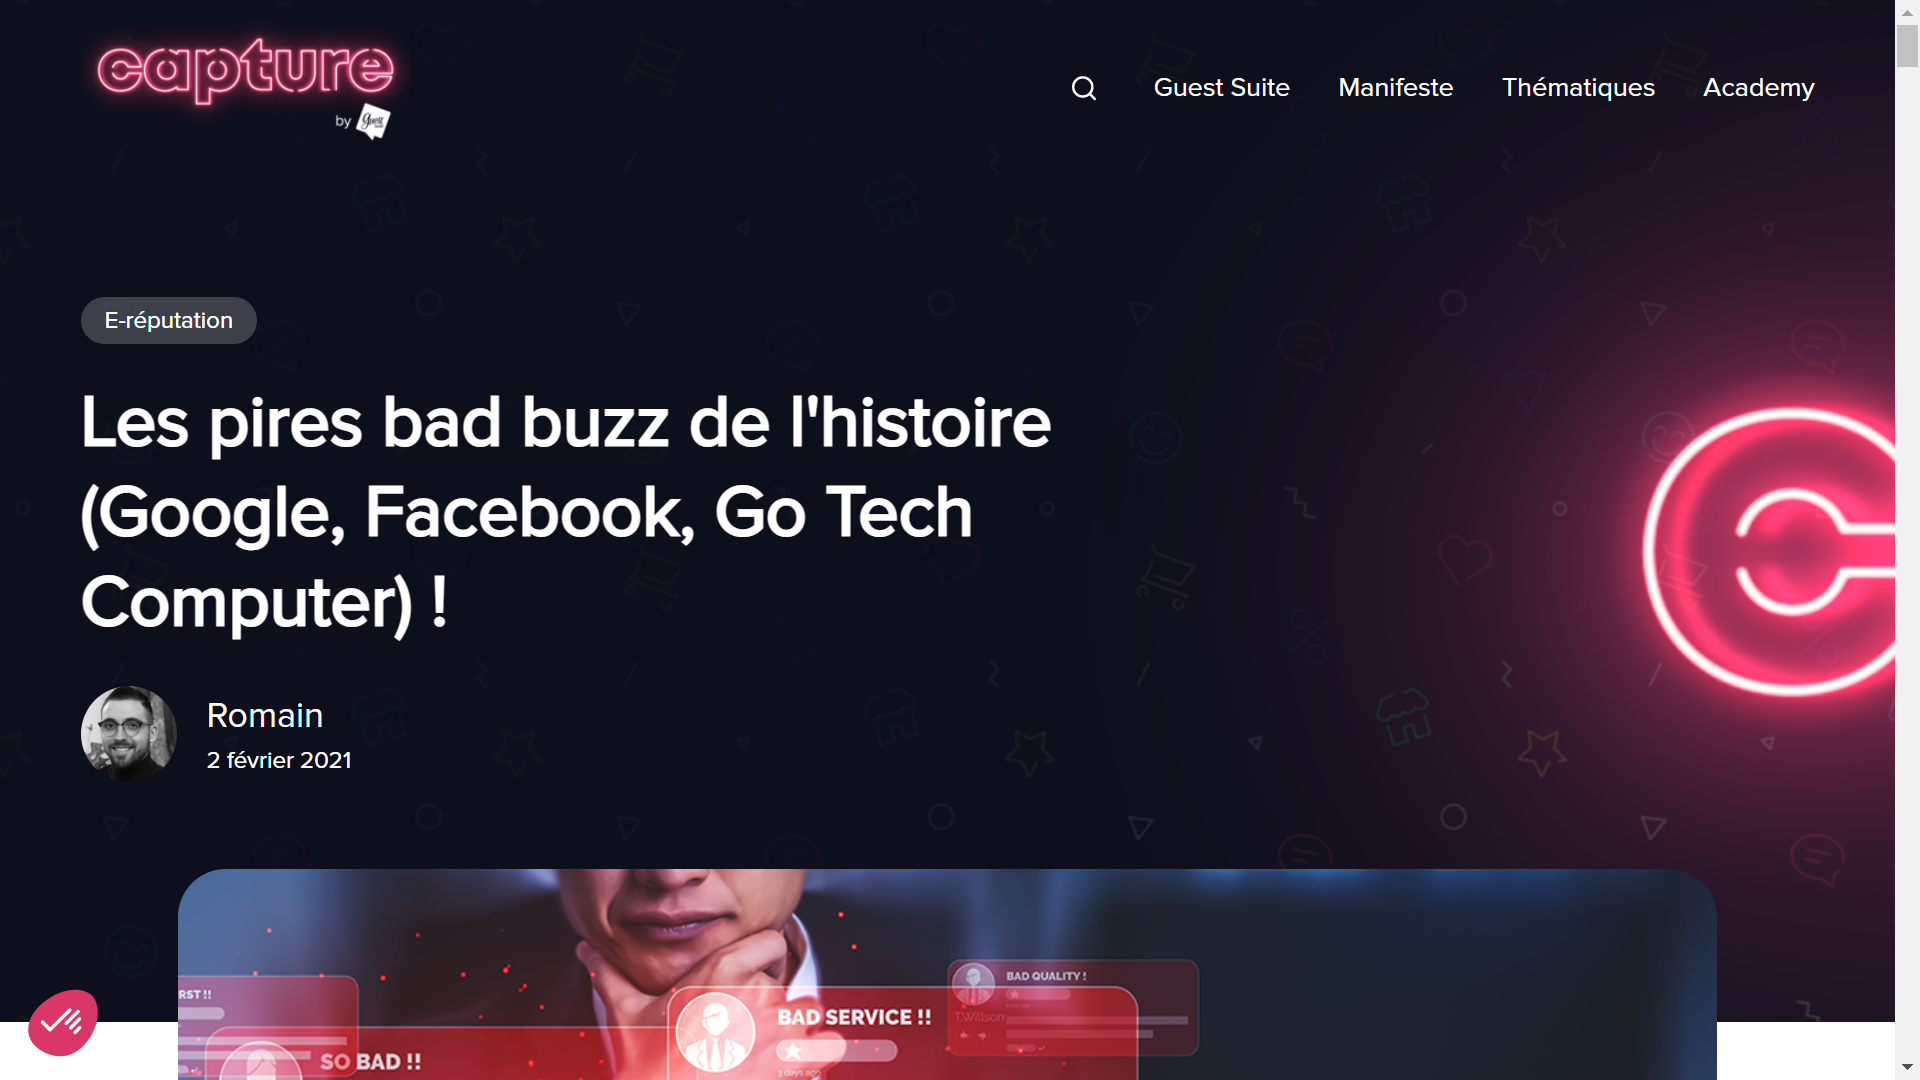 capture
by Guest
Guest Suite
Manifeste
Thématiques
Academy
E-réputation
Les pires bad buzz de l'histoire
(Google, Facebook, Go Tech
Computer) !
Romain
2 février 2021
BAD QUALITY !
RST !!
T.Willson
BAD SERVICE !!
SO BAD !!
3 days ago